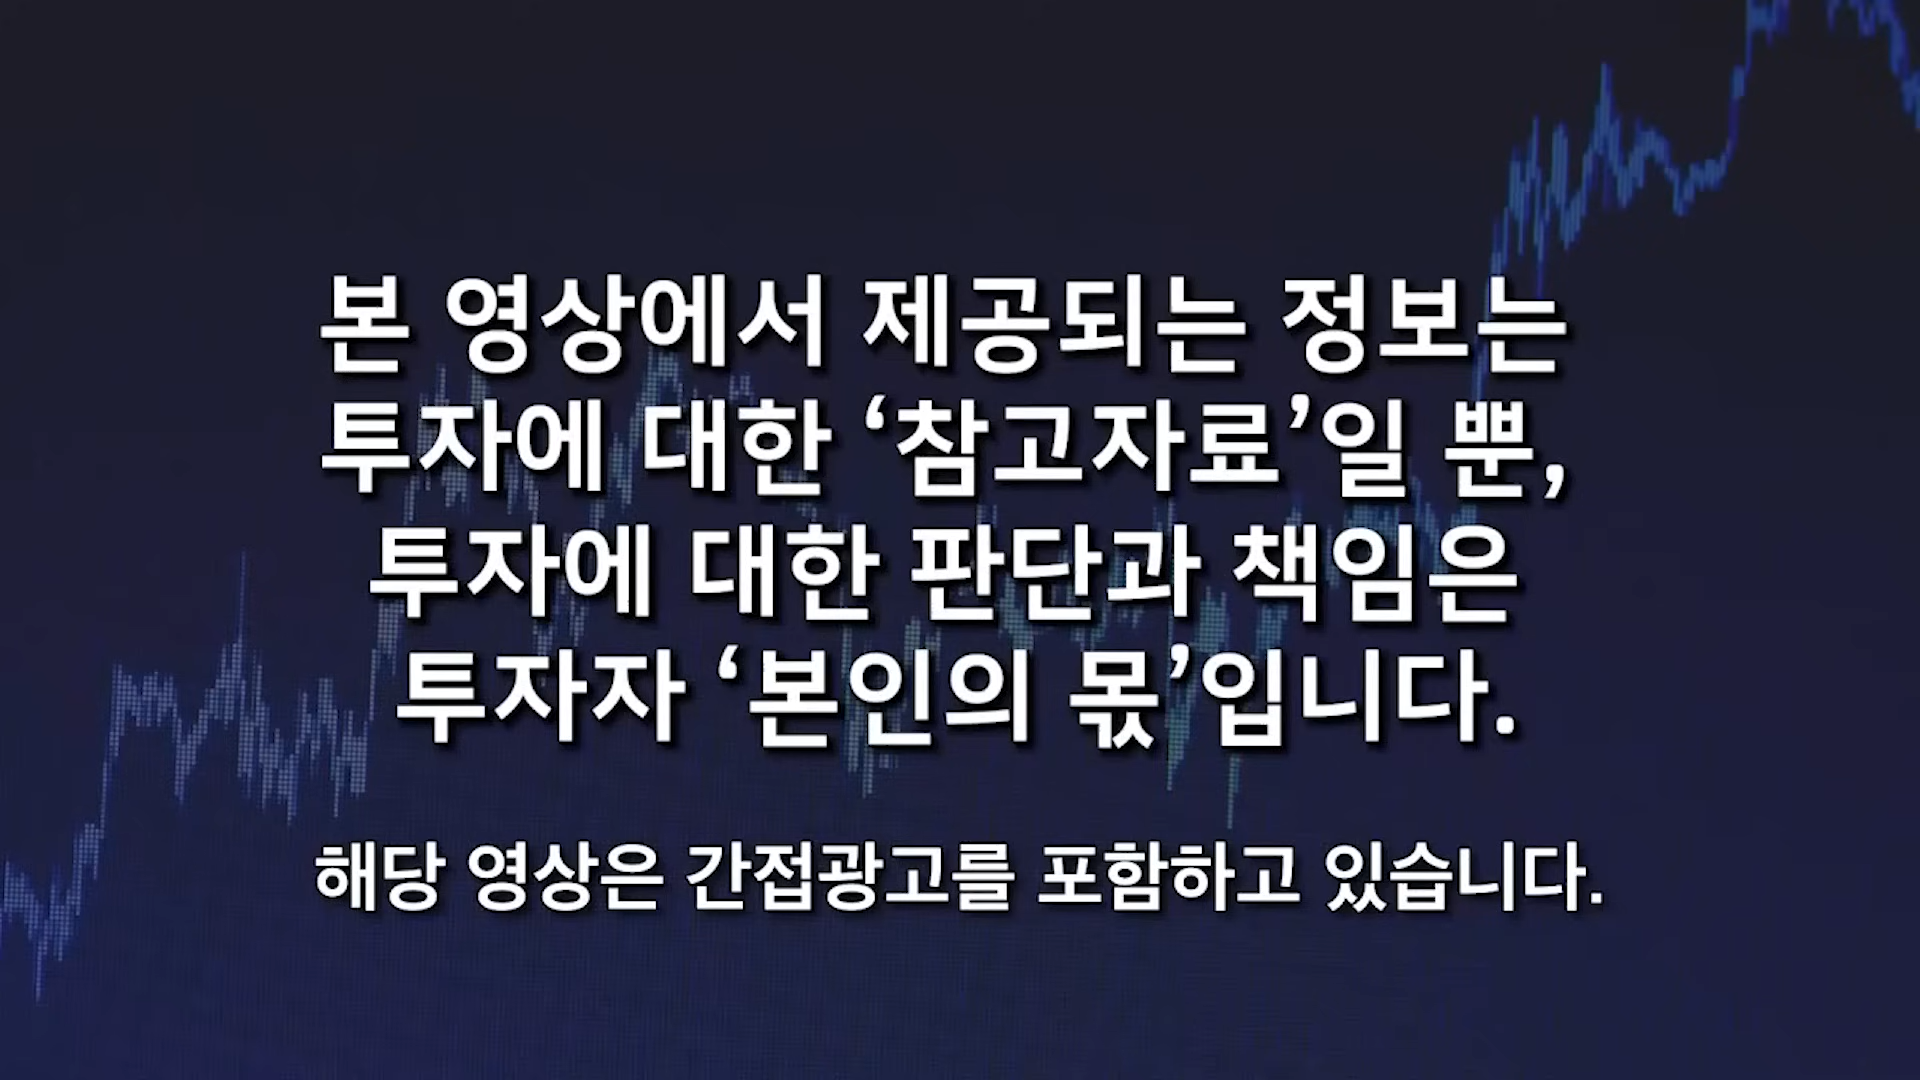 본 영상에서 제공되는 정보는
투자에 대한 ‘참고자료’일 뿐,
투자에 대한 판단과 책임은
투자자 ‘본인의 몫’입니다.
해당 영상은 간접광고를 포함하고 있습니다.